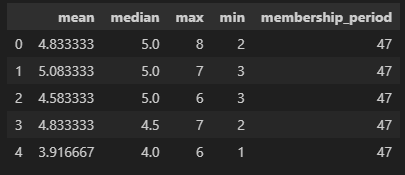 mean median max min membership_period
0 4.833333 5.0 8 2 47
1 5.083333 5.0 7 3 47
2 4.583333 5.0 6 3 47
3 4.833333 4.5 7 2 47
4 3.916667 4.0 6 1 47